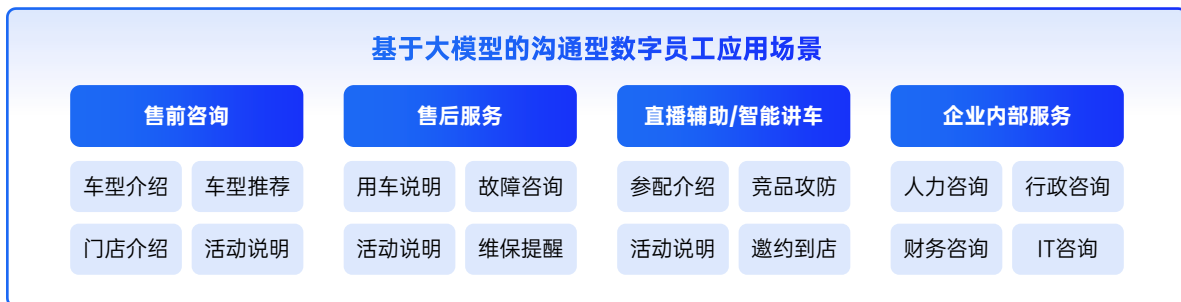 基于大模型的沟通型数字员工应用场景
售前咨询
车型介绍 车型推荐
门店介绍 活动说明
售后服务
用车说明 故障咨询
活动说明 维保提醒
直播辅助/智能讲车
参配介绍 竞品攻防
活动说明 邀约到店
企业内部服务
人力咨询 行政咨询
财务咨询 IT咨询